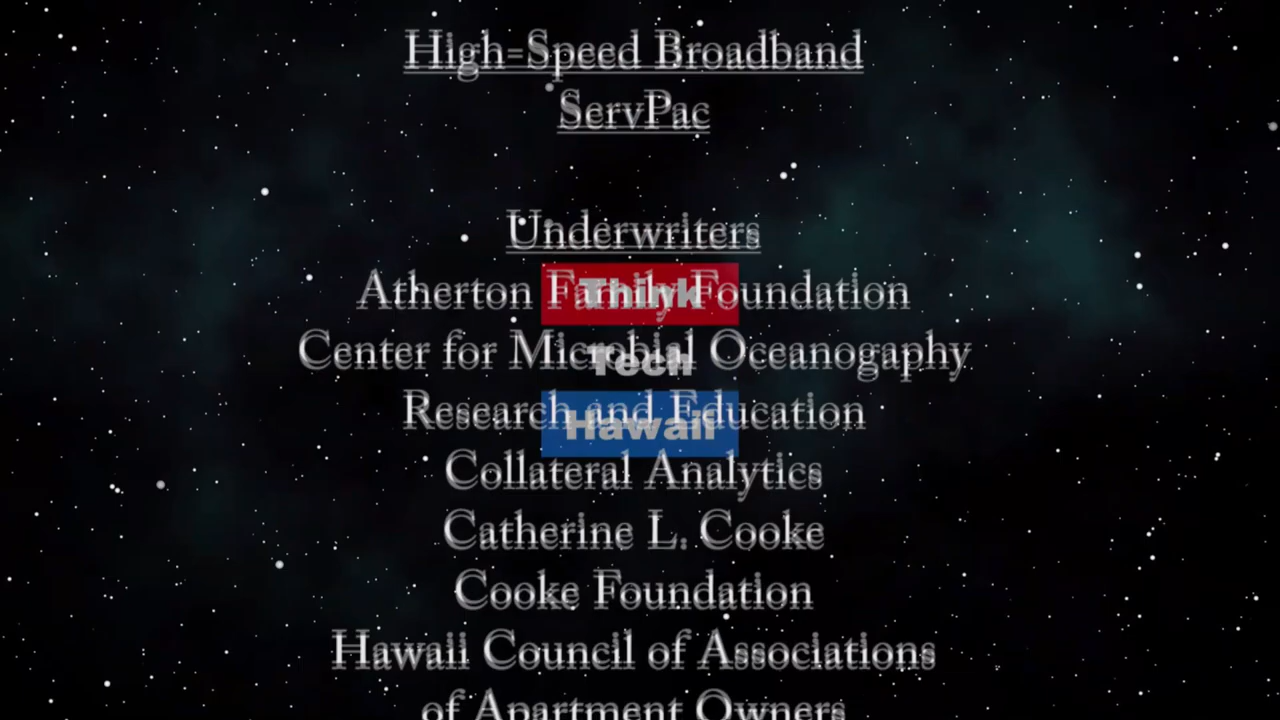 High-Speed Broadband
ServPac
Underwriters
Atherton Family Foundation
Think
Center for Microbial Oceanogaphy
Tech
Research and Education
Hawaii
Collateral Analytics
Catherine L. Cooke
Cooke Foundation
Hawaii Council of Associations
of Apartment Owners